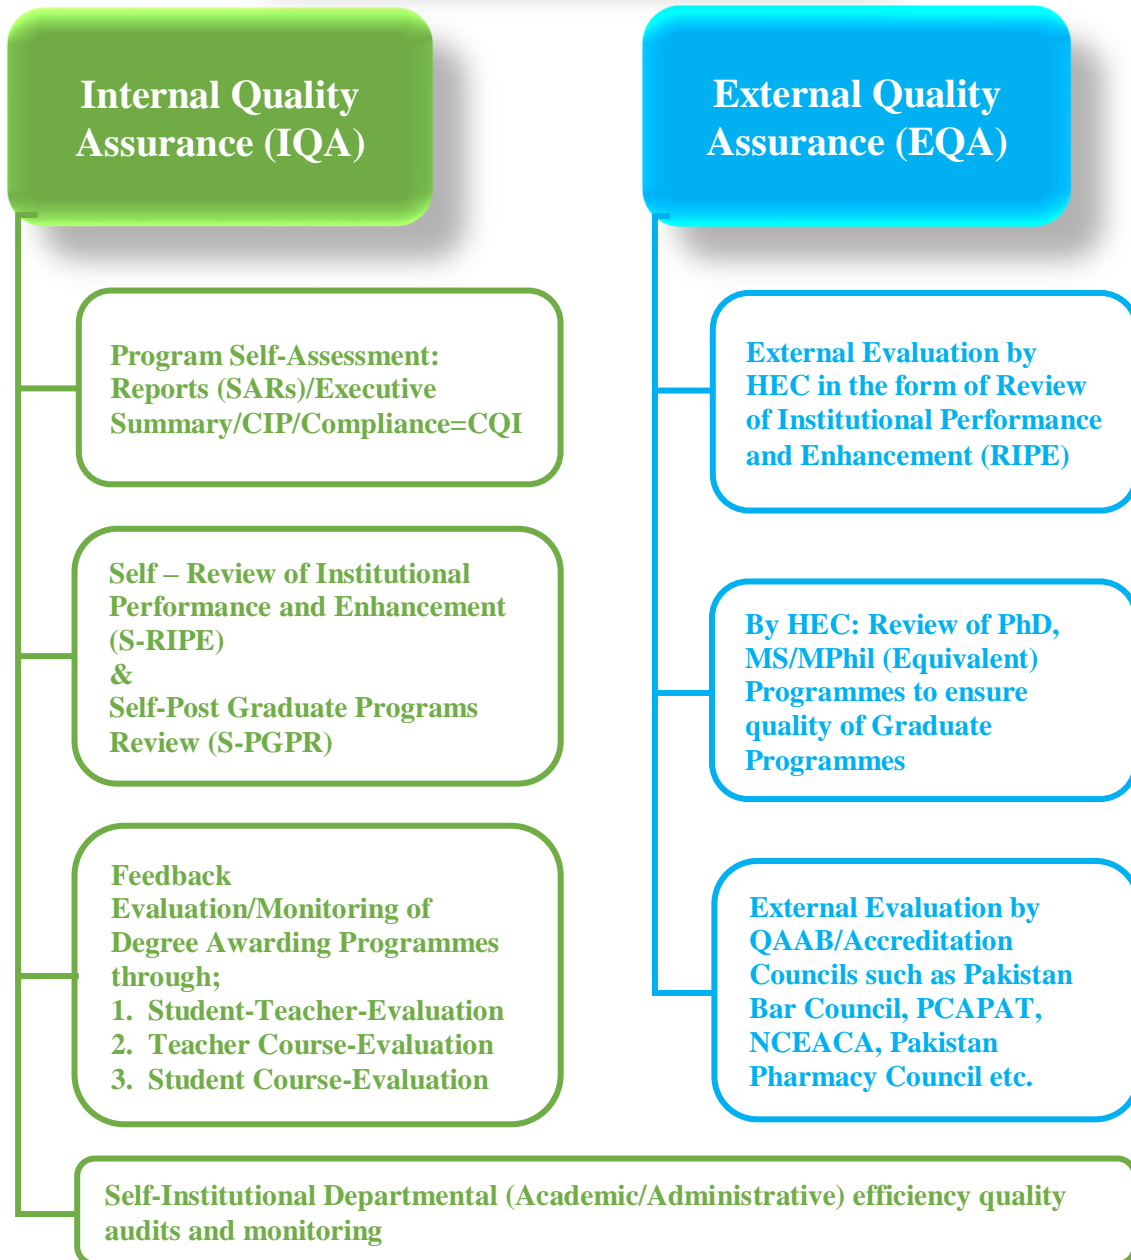 Internal Quality
Assurance (IQA)
Program Self-Assessment:
Reports (SARs)/Executive
Summary/CIP/Compliance=CQI
Self – Review of Institutional
Performance and Enhancement
(S-RIPE)
&
Self-Post Graduate Programs
Review (S-PGPR)
Feedback
Evaluation/Monitoring of
Degree Awarding Programmes
through;
1. Student-Teacher-Evaluation
2. Teacher Course-Evaluation
3. Student Course-Evaluation
Self-Institutional Departmental (Academic/Administrative) efficiency quality
audits and monitoring
External Quality
Assurance (EQA)
External Evaluation by
HEC in the form of Review
of Institutional Performance
and Enhancement (RIPE)
By HEC: Review of PhD,
MS/MPhil (Equivalent)
Programmes to ensure
quality of Graduate
Programmes
External Evaluation by
QAAB/Accreditation
Councils such as Pakistan
Bar Council, PCAPAT,
NCEACA, Pakistan
Pharmacy Council etc.